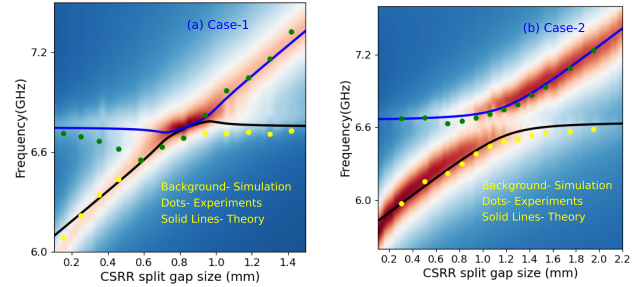 (a) Case-1
Frequency(GHz)
7.2
6.6
6.0
Background- Simulation
Dots- Experiments
Solid Lines- Theory
0.2 0.4 0.6 0.8 1.0 1.2 1.4
CSRR split gap size (mm)
(b) Case-2
Frequency(GHz)
7.2
6.6
6.0
Background- Simulation
Dots- Experiments
Solid Lines- Theory
0.2 0.4 0.6 0.8 1.0 1.2 1.4 1.6 1.8 2.0 2.2
CSRR split gap size (mm)